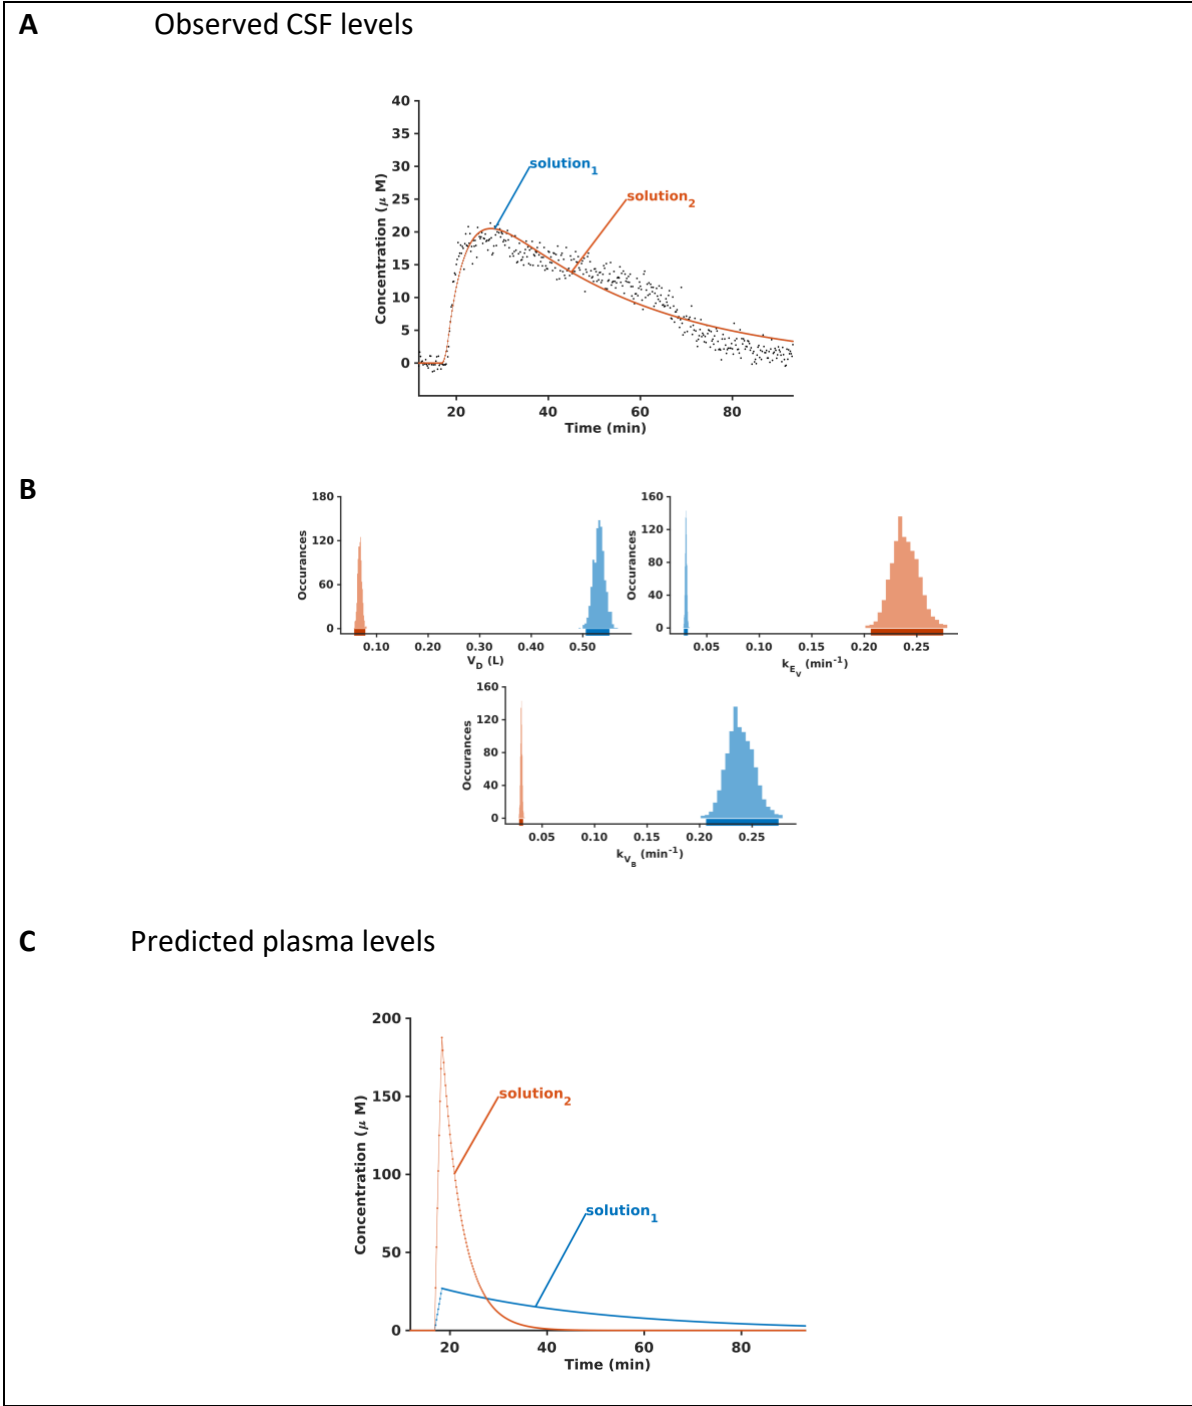 A Observed CSF levels
40
35
30
25
20
15
10
5
0
Concentration (μ M)
solution1
solution2
20 40 60 80
Time (min)
B
180
120
60
0
Occurances
0.10 0.20 0.30 0.40 0.50
VD (L)
160
120
80
40
0
Occurances
0.05 0.10 0.15 0.20 0.25
kEV (min-1)
160
120
80
40
0
Occurances
0.05 0.10 0.15 0.20 0.25
kVB (min-1)
C Predicted plasma levels
200
150
100
50
0
Concentration (μ M)
solution2
solution1
20 40 60 80
Time (min)